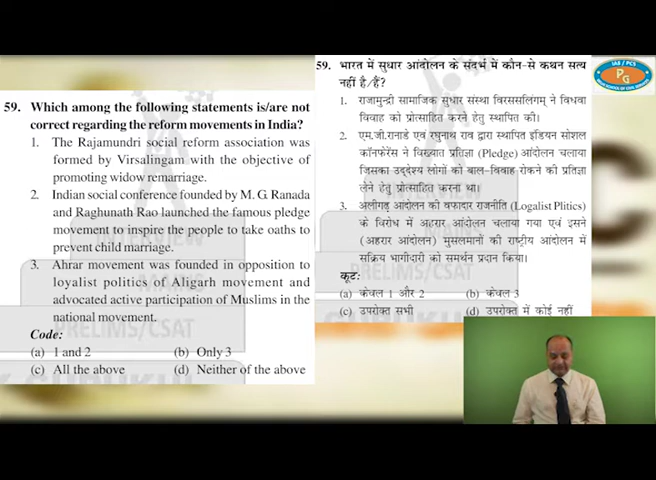 59. Which among the following statements is/are not
correct regarding the reform movements in India?
1. The Rajamundri social reform association was
formed by Virsalingam with the objective of
promoting widow remarriage.
2. Indian social conference founded by M. G. Ranada
and Raghunath Rao launched the famous pledge
movement to inspire the people to take oaths to
prevent child marriage.
3. Ahrar movement was founded in opposition to
loyalist politics of Aligarh movement and
advocated active participation of Muslims in the
national movement.
Code:
(a) 1 and 2 (b) Only 3
(c) All the above (d) Neither of the above
59. भारत में सुधार आंदोलन के संदर्भ में कौन-से कथन सत्य
नहीं है/हैं?
1. राजामुन्द्री सामाजिक सुधार संस्था विरससलिंगम् ने विधवा
विवाह को प्रोत्साहित करने हेतु स्थापित की।
2. एम.जी.रानाडे एवं रघुनाथ राव द्वारा स्थापित इंडियन सोशल
कॉनफेरेंस ने विख्यात प्रतिज्ञा (Pledge) आंदोलन चलाया
जिसका उद्देश्य लोगों को बाल-विवाह रोकने की प्रतिज्ञा
लेने हेतु प्रोत्साहित करना था।
3. अलीगढ़ आंदोलन की वफादार राजनीति (Logalist Plitics)
के विरोध में अहरार आंदोलन चलाया गया एवं इसने
(अहरार आंदोलन) मुसलमानों की राष्ट्रीय आंदोलन में
सक्रिय भागीदारी को समर्थन प्रदान किया।
कूटः
(a) केवल 1 और 2 (b) केवल 3
(c) उपरोक्त सभी (d) उपरोक्त में कोई नहीं
IAS / PCS
PG
INTERVIEW
MAINS
PRELIMS/CSAT
PRELIMS/CSAT